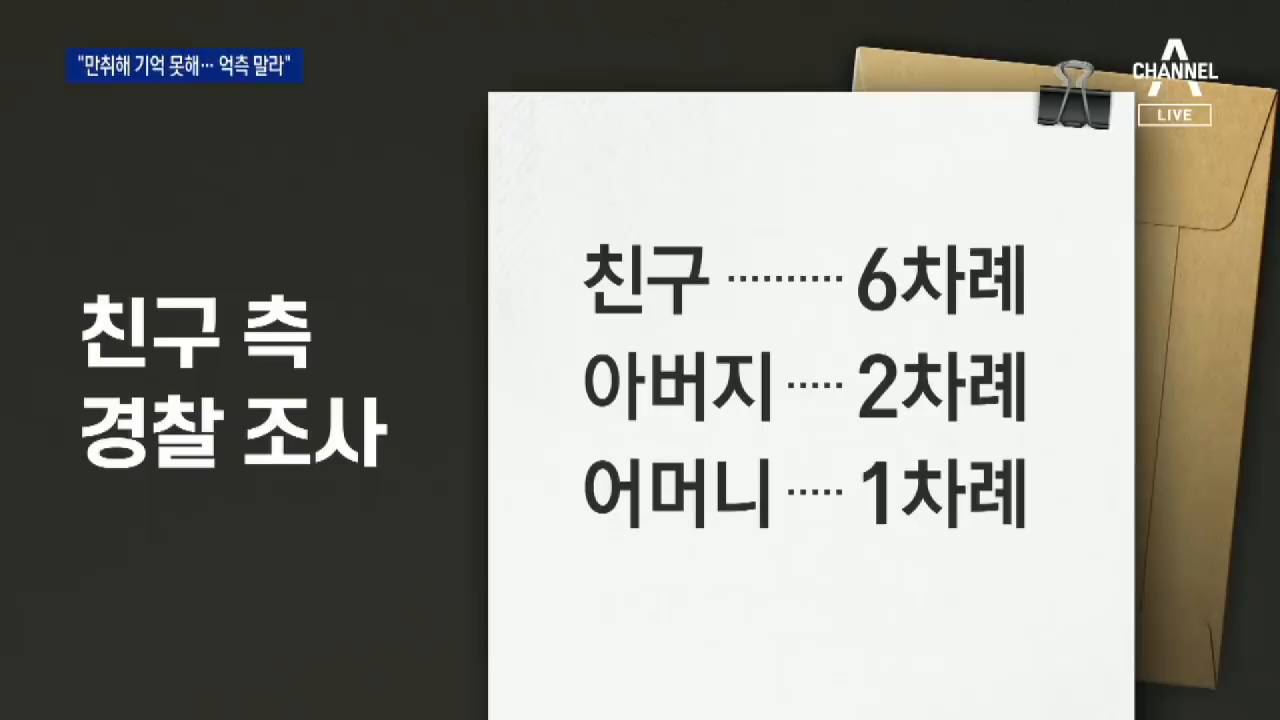 "만취해 기억 못해… 억측 말라"
CHANNEL A
LIVE
친구 측
경찰 조사
친구 ·········· 6차례
아버지 ····· 2차례
어머니 ····· 1차례